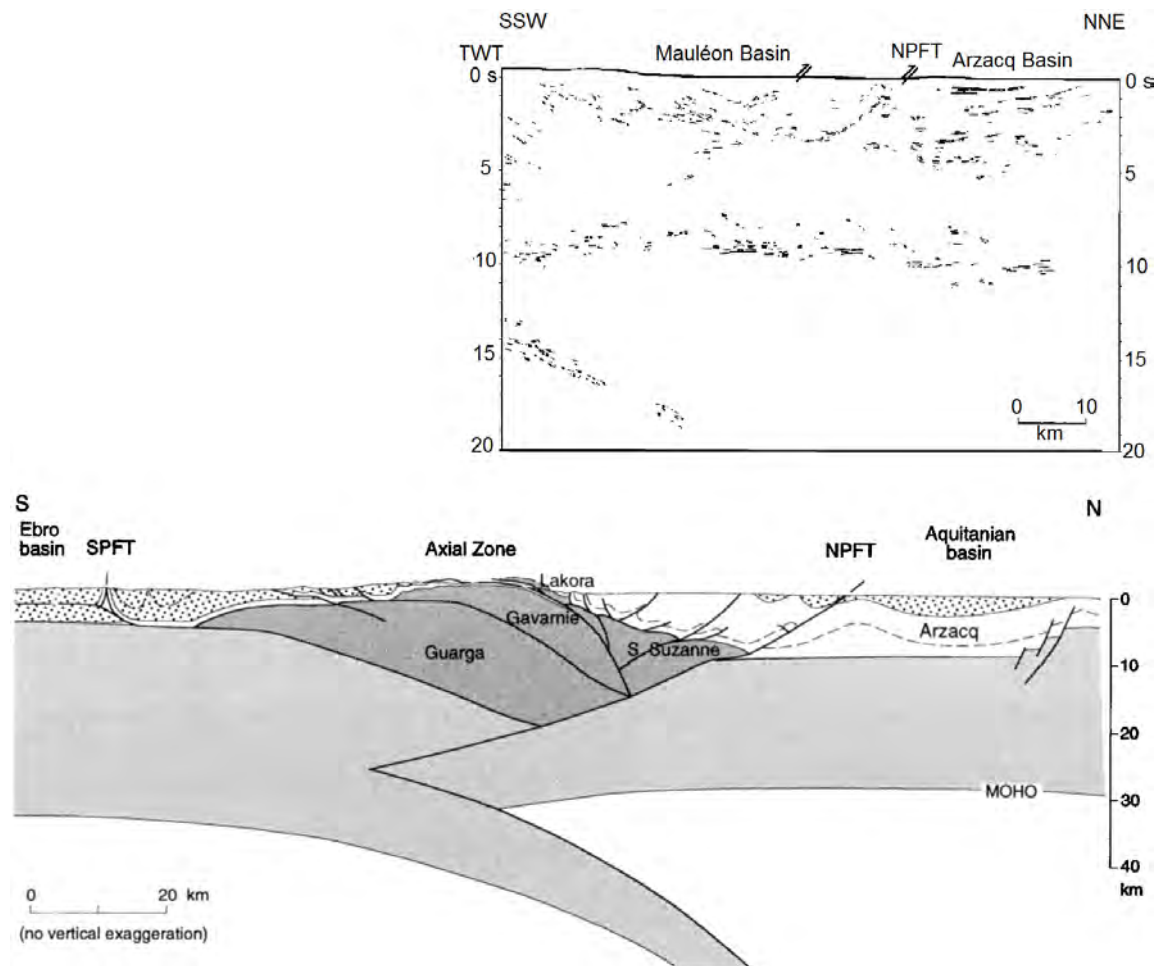 SSW
NNE
TWT
Mauléon Basin
NPFT
Arzacq Basin
0 s
0 s
5
5
10
10
15
15
0 10
km
20
20
S
N
Ebro
basin
SPFT
Axial Zone
NPFT
Aquitanian
basin
Lakora
Gavarnie
Guarga
S. Suzanne
Arzacq
0
10
20
MOHO
30
40
km
0 20 km
(no vertical exaggeration)